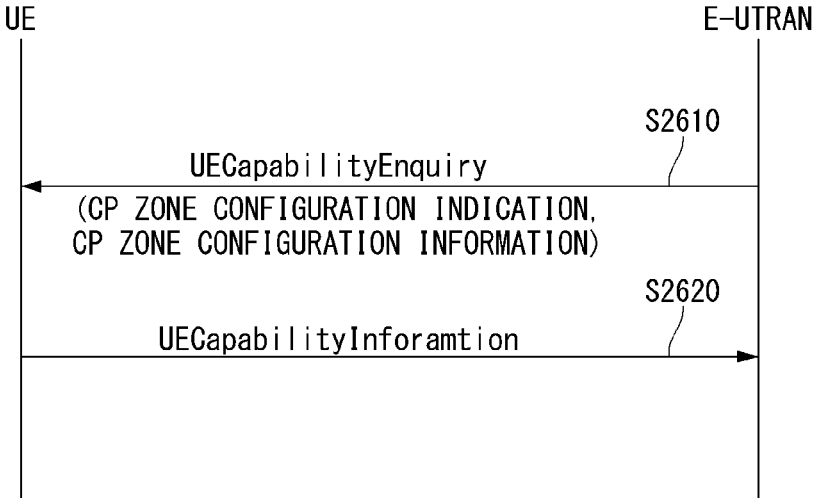 UE E-UTRAN
S2610
UECapabilityEnquiry
(CP ZONE CONFIGURATION INDICATION,
CP ZONE CONFIGURATION INFORMATION)
S2620
UECapabilityInforamtion